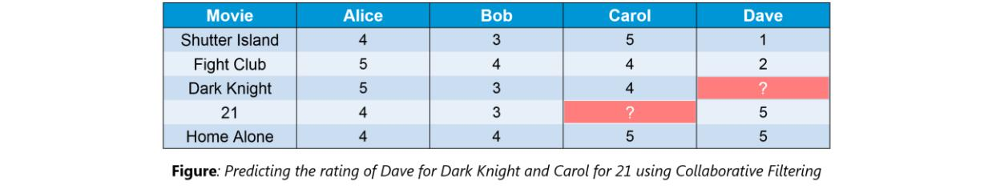 Movie Alice Bob Carol Dave
Shutter Island 4 3 5 1
Fight Club 5 4 4 2
Dark Knight 5 3 4 ?
21 4 3 ? 5
Home Alone 4 4 5 5
Figure: Predicting the rating of Dave for Dark Knight and Carol for 21 using Collaborative Filtering